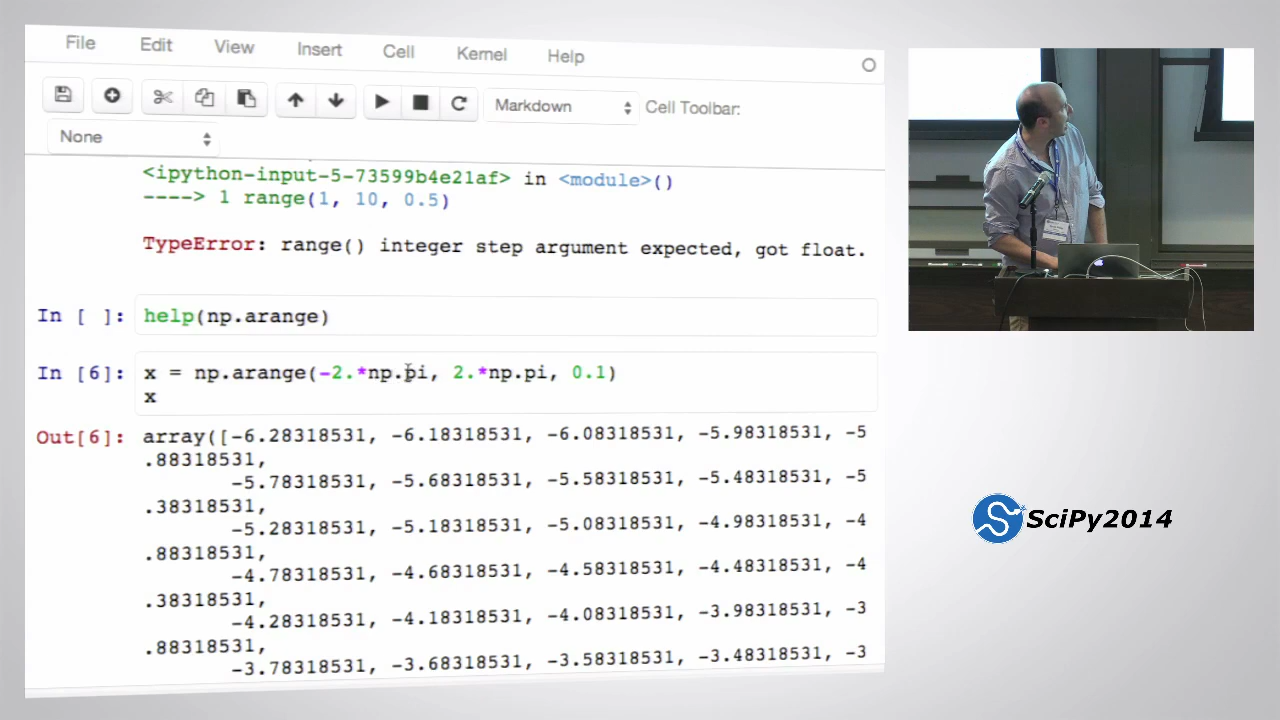 File Edit View Insert Cell Kernel Help
Markdown Cell Toolbar:
None
<ipython-input-5-73599b4e21af> in <module>()
----> 1 range(1, 10, 0.5)
TypeError: range() integer step argument expected, got float.
In [ ]: help(np.arange)
In [6]: x = np.arange(-2.*np.pi, 2.*np.pi, 0.1)
x
Out[6]: array([-6.28318531, -6.18318531, -6.08318531, -5.98318531, -5
.88318531,
-5.78318531, -5.68318531, -5.58318531, -5.48318531, -5
.38318531,
-5.28318531, -5.18318531, -5.08318531, -4.98318531, -4
.88318531,
-4.78318531, -4.68318531, -4.58318531, -4.48318531, -4
.38318531,
-4.28318531, -4.18318531, -4.08318531, -3.98318531, -3
.88318531,
-3.78318531, -3.68318531, -3.58318531, -3.48318531, -3
SciPy2014